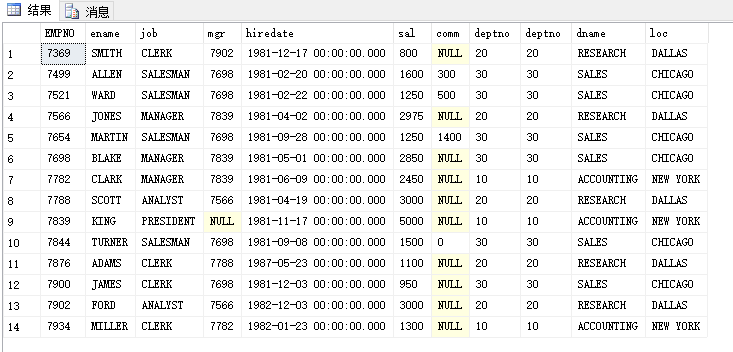 结果 消息
EMPNO ename job mgr hiredate sal comm deptno deptno dname loc
1 7369 SMITH CLERK 7902 1981-12-17 00:00:00.000 800 NULL 20 20 RESEARCH DALLAS
2 7499 ALLEN SALESMAN 7698 1981-02-20 00:00:00.000 1600 300 30 30 SALES CHICAGO
3 7521 WARD SALESMAN 7698 1981-02-22 00:00:00.000 1250 500 30 30 SALES CHICAGO
4 7566 JONES MANAGER 7839 1981-04-02 00:00:00.000 2975 NULL 20 20 RESEARCH DALLAS
5 7654 MARTIN SALESMAN 7698 1981-09-28 00:00:00.000 1250 1400 30 30 SALES CHICAGO
6 7698 BLAKE MANAGER 7839 1981-05-01 00:00:00.000 2850 NULL 30 30 SALES CHICAGO
7 7782 CLARK MANAGER 7839 1981-06-09 00:00:00.000 2450 NULL 10 10 ACCOUNTING NEW YORK
8 7788 SCOTT ANALYST 7566 1981-04-19 00:00:00.000 3000 NULL 20 20 RESEARCH DALLAS
9 7839 KING PRESIDENT NULL 1981-11-17 00:00:00.000 5000 NULL 10 10 ACCOUNTING NEW YORK
10 7844 TURNER SALESMAN 7698 1981-09-08 00:00:00.000 1500 0 30 30 SALES CHICAGO
11 7876 ADAMS CLERK 7788 1987-05-23 00:00:00.000 1100 NULL 20 20 RESEARCH DALLAS
12 7900 JAMES CLERK 7698 1981-12-03 00:00:00.000 950 NULL 30 30 SALES CHICAGO
13 7902 FORD ANALYST 7566 1982-12-03 00:00:00.000 3000 NULL 20 20 RESEARCH DALLAS
14 7934 MILLER CLERK 7782 1982-01-23 00:00:00.000 1300 NULL 10 10 ACCOUNTING NEW YORK